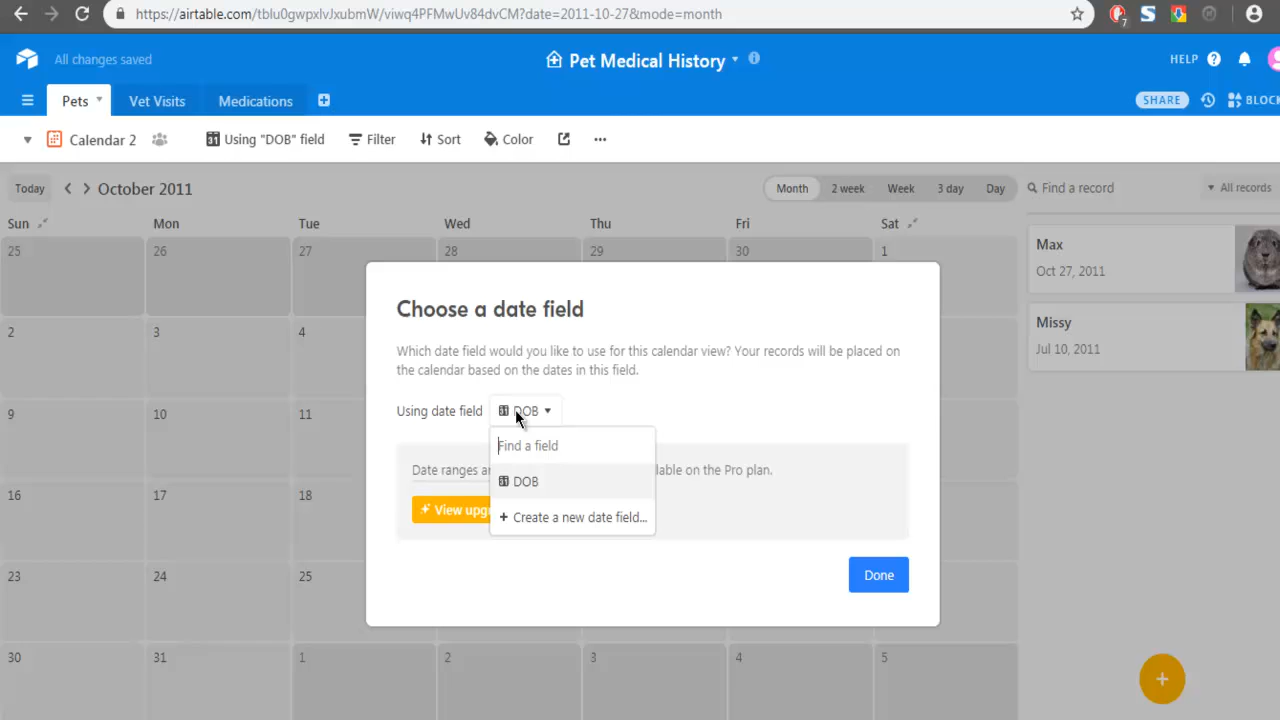 https://airtable.com/tblu0gwpxlvJxubmW/viwq4PFMwUv84dvCM?date=2011-10-27&mode=month
7
All changes saved
Pet Medical History
HELP
Pets
Vet Visits
Medications
SHARE
BLOC
Calendar 2
31 Using "DOB" field
Filter
Sort
Color
Today
October 2011
Month
2 week
Week
3 day
Day
Find a record
All records
Sun
Mon
Tue
Wed
Thu
Fri
Sat
25
26
27
28
29
30
1
Max
Oct 27, 2011
Choose a date field
Which date field would you like to use for this calendar view? Your records will be placed on
the calendar based on the dates in this field.
2
3
4
Missy
Jul 10, 2011
Using date field
DOB
9
10
11
Find a field
Date ranges
lable on the Pro plan.
DOB
16
17
18
View upg
+ Create a new date field...
Done
23
24
25
30
31
1
2
3
4
5